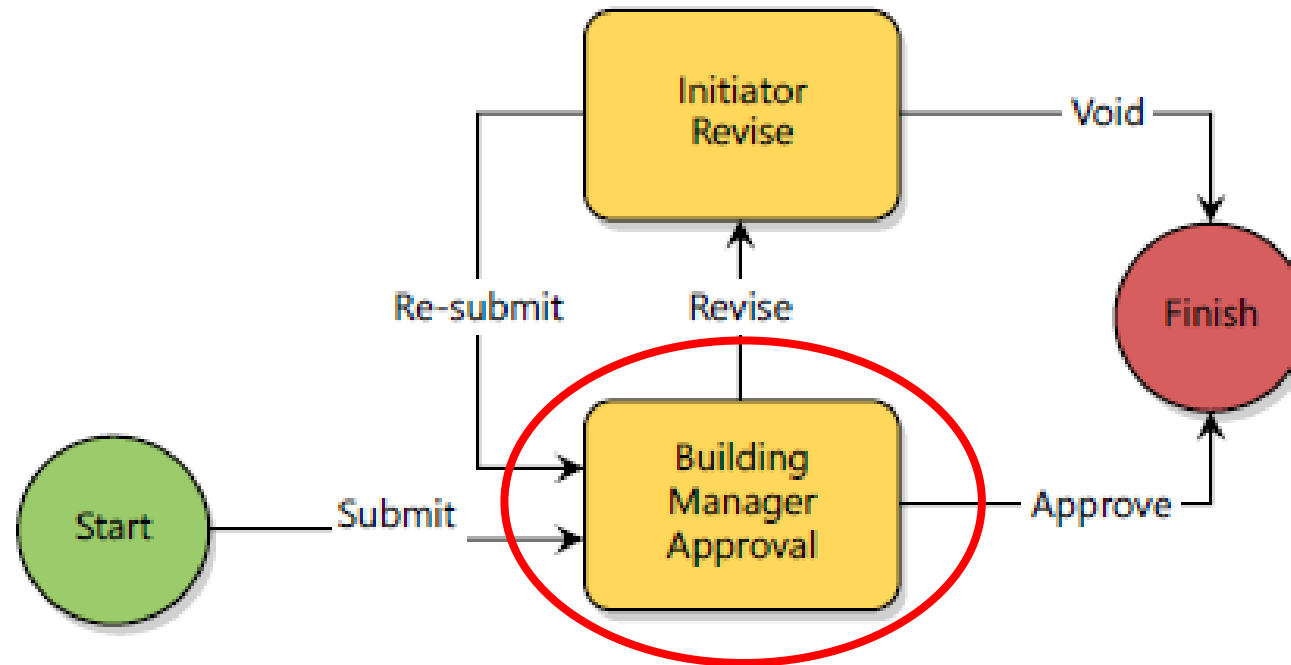 Initiator
Revise
Void
Re-submit
Revise
Finish
Building
Manager
Approval
Start
Submit
Approve